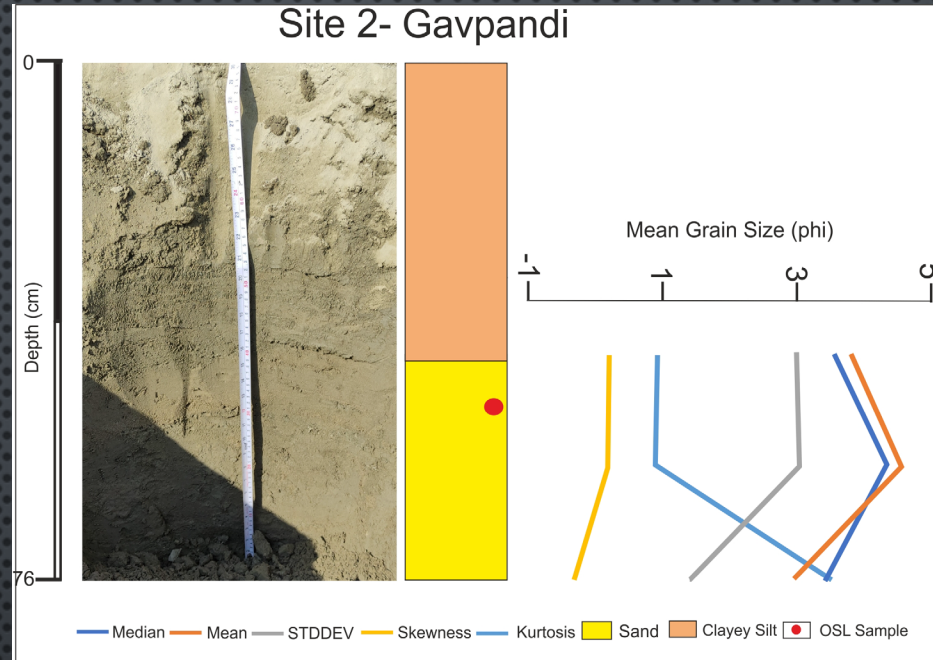 Site 2- Gavpandi
0
Depth (cm)
76
Mean Grain Size (phi)
-1
1
3
5
Median
Mean
STDDEV
Skewness
Kurtosis
Sand
Clayey Silt
OSL Sample